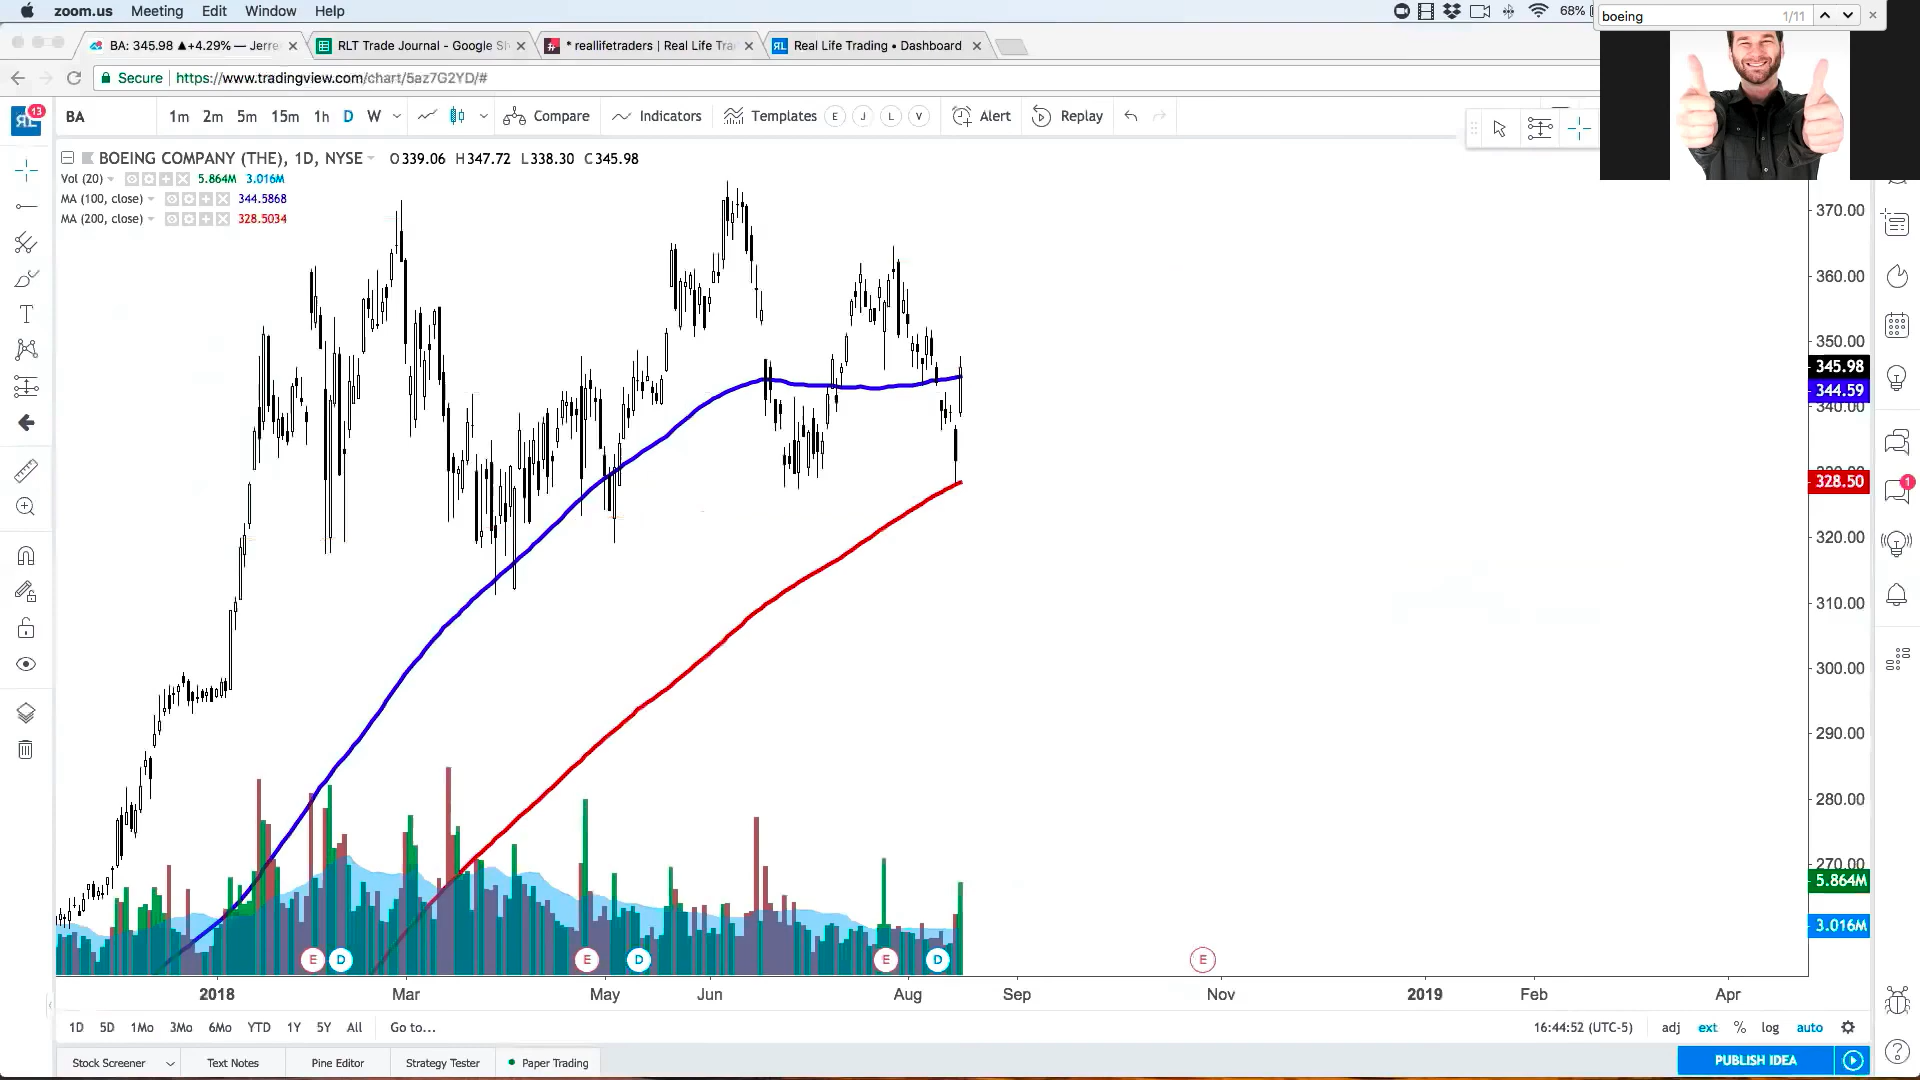 zoom.us Meeting Edit Window Help 68%
boeing 1/11
BA: 345.98 ▲+4.29% — Jerre
RLT Trade Journal - Google Sh
* reallifetraders | Real Life Tra
Real Life Trading • Dashboard
Secure https://www.tradingview.com/chart/5az7G2YD/#
RL 13
BA 1m 2m 5m 15m 1h D W Compare Indicators Templates E J L V Alert Replay
BOEING COMPANY (THE), 1D, NYSE O339.06 H347.72 L338.30 C345.98
Vol (20) 5.864M 3.016M
MA (100, close) 344.5868
MA (200, close) 328.5034
370.00
360.00
350.00
345.98
344.59
340.00
328.50
320.00
310.00
300.00
290.00
280.00
270.00
5.864M
3.016M
1
E D E D E D E
2018 Mar May Jun Aug Sep Nov 2019 Feb Apr
1D 5D 1Mo 3Mo 6Mo YTD 1Y 5Y All Go to... 16:44:52 (UTC-5) adj ext % log auto
Stock Screener Text Notes Pine Editor Strategy Tester Paper Trading PUBLISH IDEA